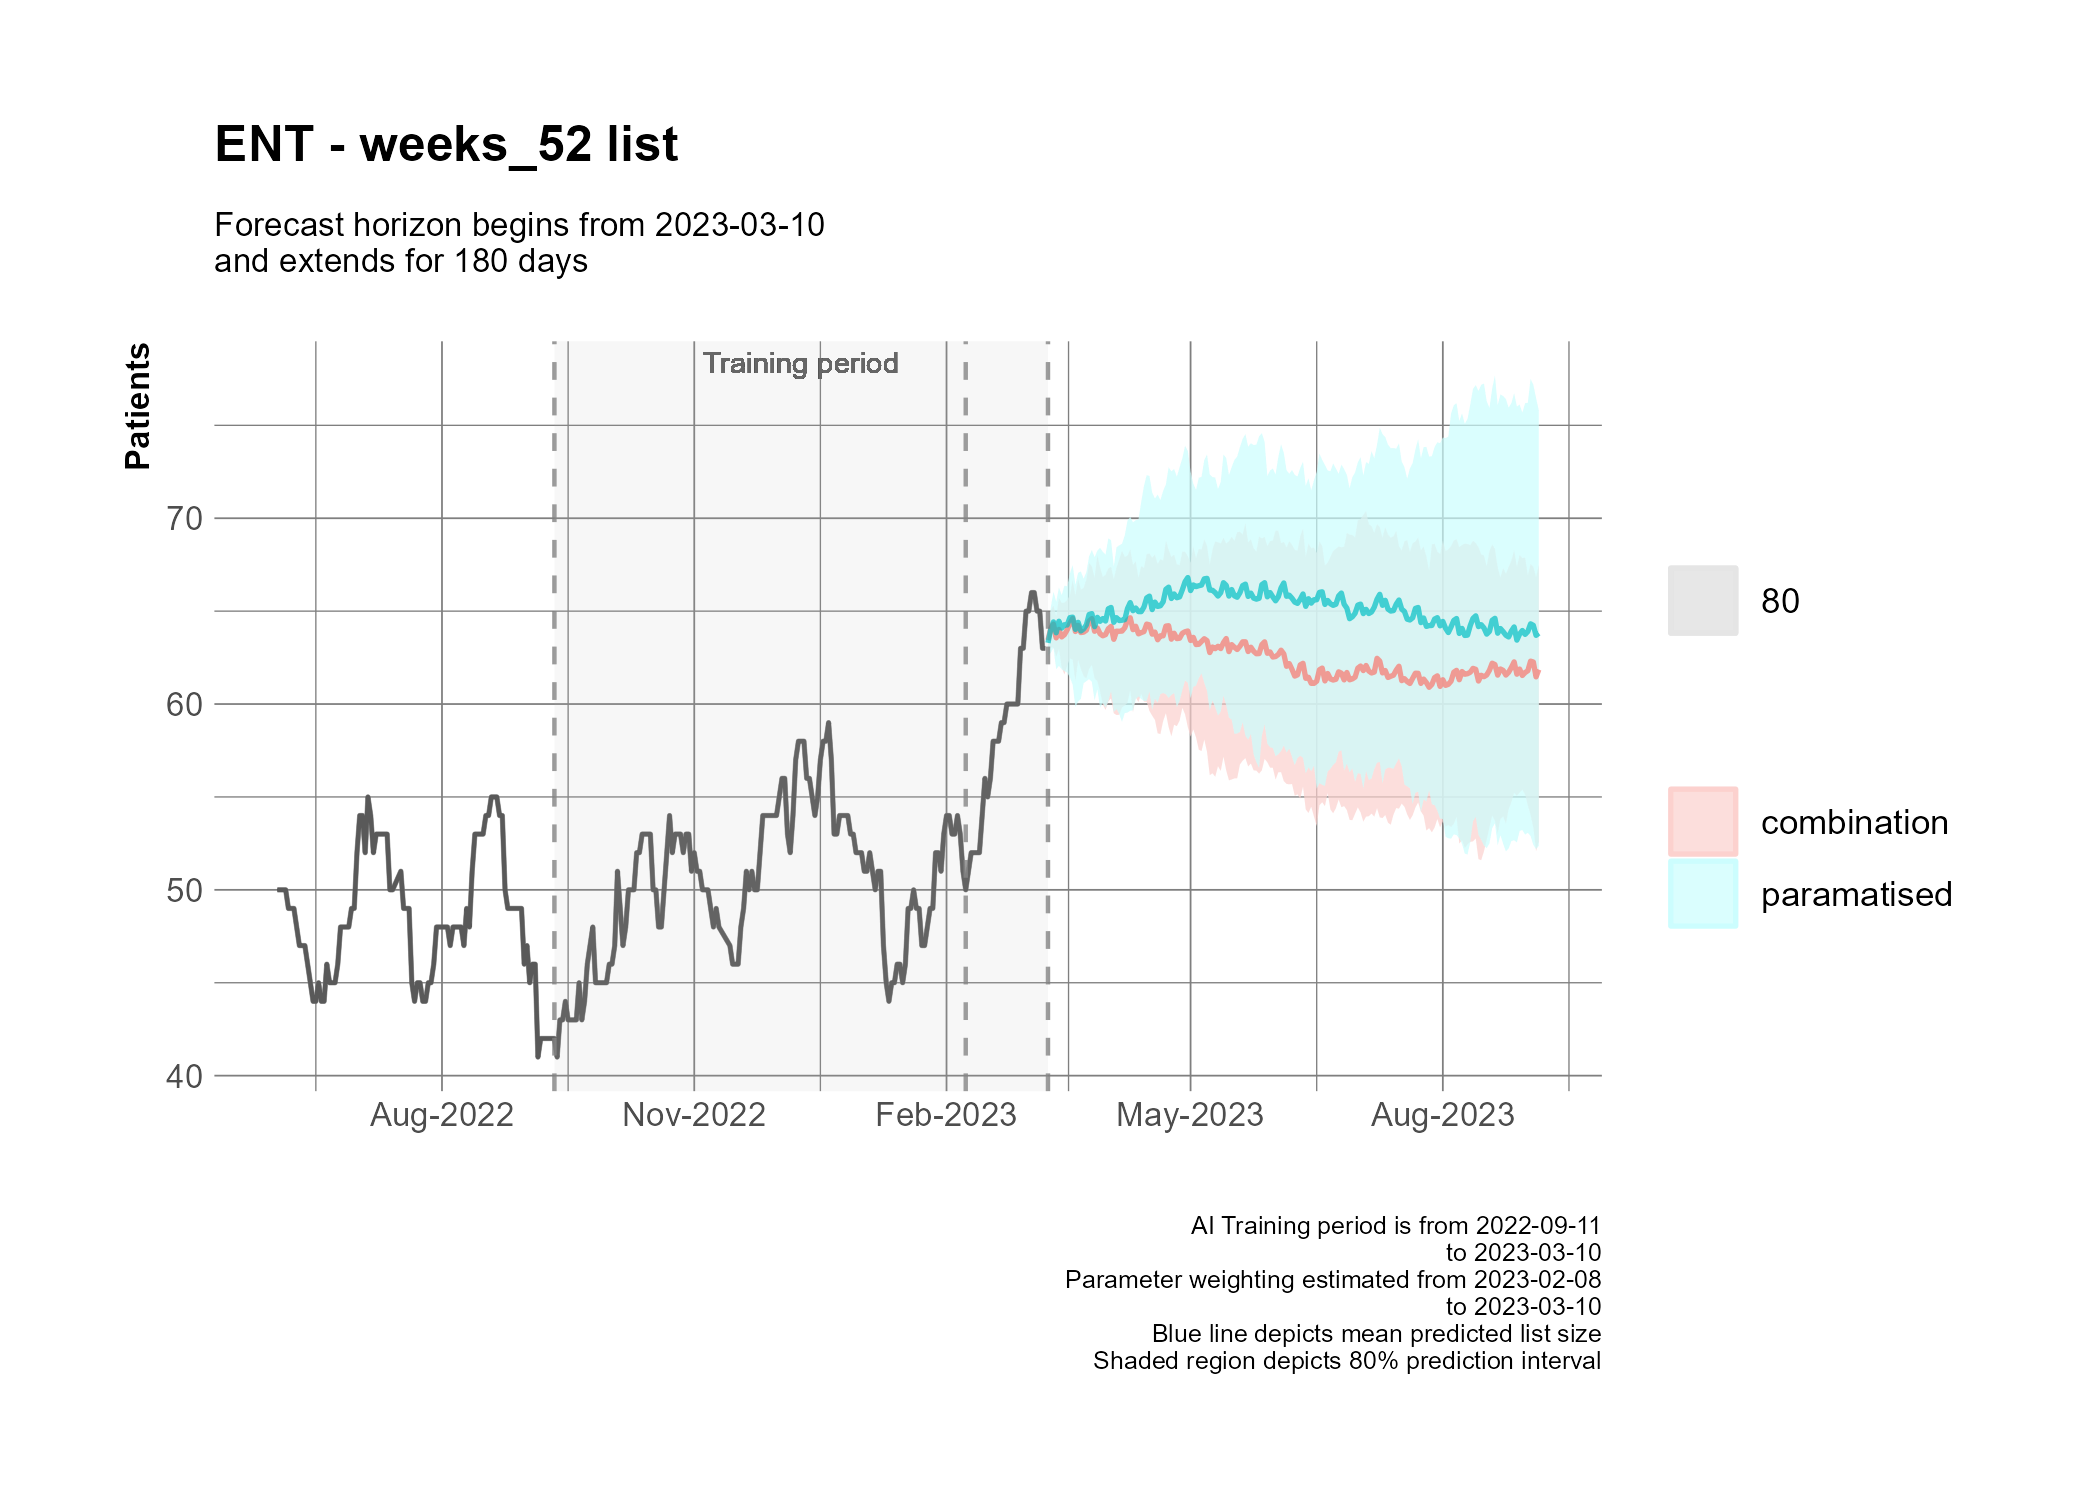 ENT - weeks_52 list
Forecast horizon begins from 2023-03-10
and extends for 180 days
Patients
Training period
70
60
50
40
Aug-2022
Nov-2022
Feb-2023
May-2023
Aug-2023
80
combination
paramatised
AI Training period is from 2022-09-11
to 2023-03-10
Parameter weighting estimated from 2023-02-08
to 2023-03-10
Blue line depicts mean predicted list size
Shaded region depicts 80% prediction interval